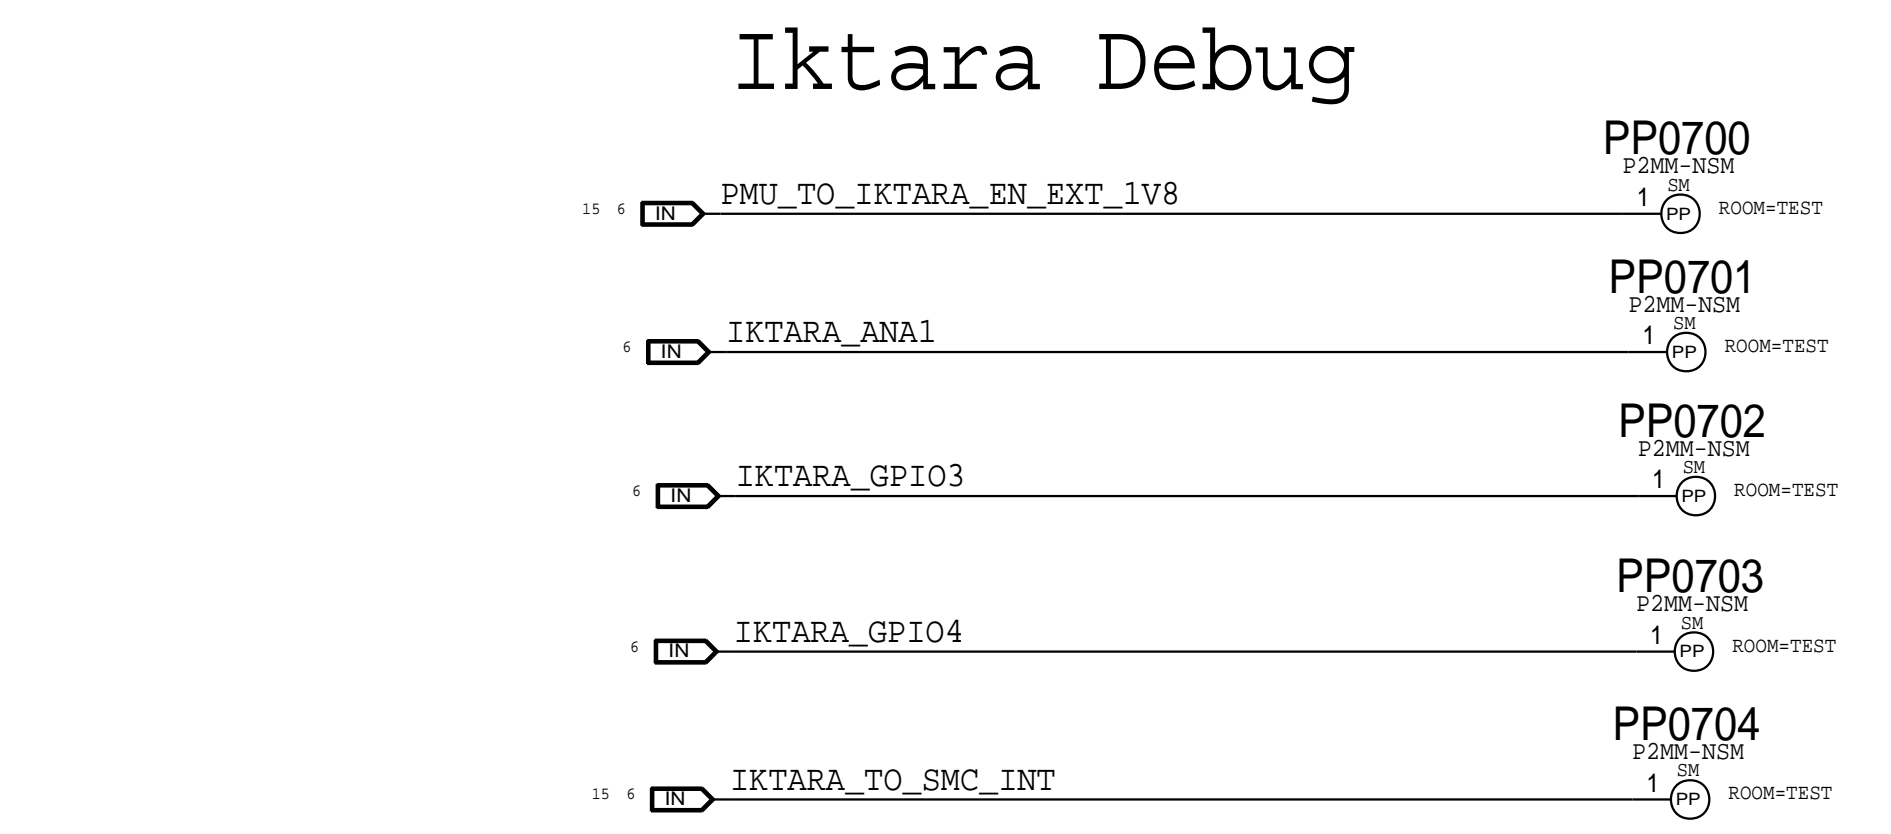 Iktara Debug
PP0700
P2MM-NSM
SM
15 6 IN PMU_TO_IKTARA_EN_EXT_1V8 1 PP ROOM=TEST
PP0701
P2MM-NSM
SM
6 IN IKTARA_ANA1 1 PP ROOM=TEST
PP0702
P2MM-NSM
SM
6 IN IKTARA_GPIO3 1 PP ROOM=TEST
PP0703
P2MM-NSM
SM
6 IN IKTARA_GPIO4 1 PP ROOM=TEST
PP0704
P2MM-NSM
SM
15 6 IN IKTARA_TO_SMC_INT 1 PP ROOM=TEST